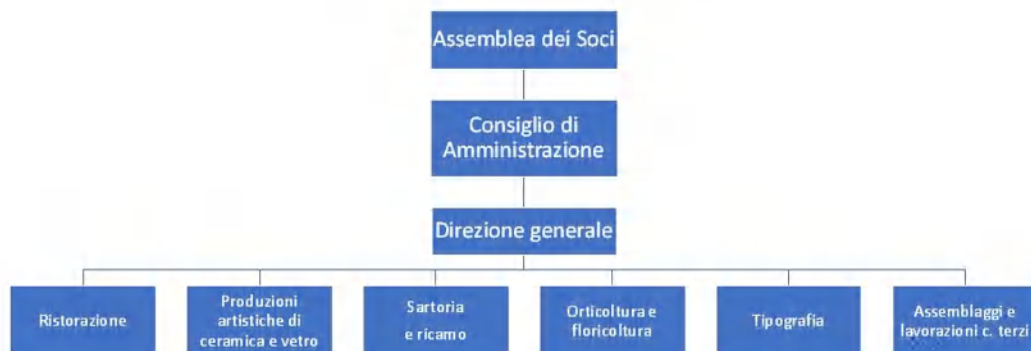 Assemblea dei Soci
Consiglio di
Amministrazione
Direzione generale
Ristorazione
Produzioni
artistiche di
ceramica e vetro
Sartoria
e ricamo
Orticoltura e
floricoltura
Tipografia
Assemblaggi e
lavorazioni c. terzi